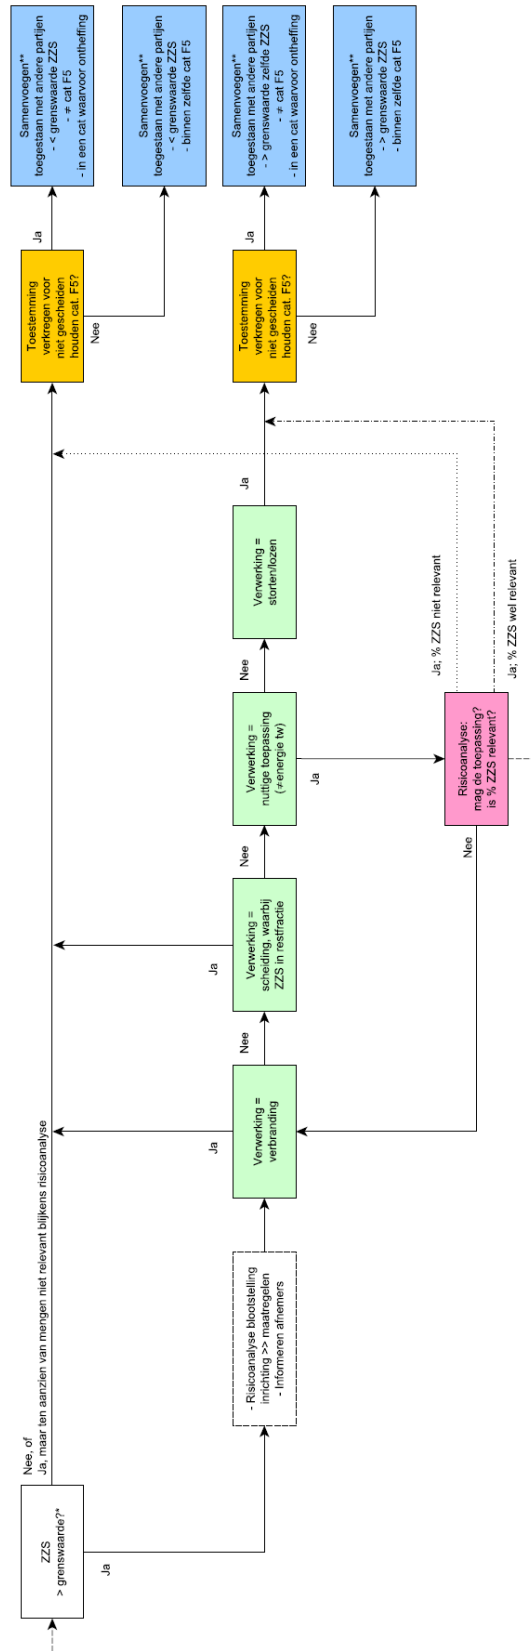 ZZS
> grenswaarde?*
Nee, of
Ja, maar ten aanzien van mengen niet relevant blijkens risicoanalyse
Ja
- Risicoanalyse blootstelling
inrichting >> maatregelen
- Informeren afnemers
Verwerking =
verbranding
Ja
Nee
Verwerking =
scheiding, waarbij
ZZS in restfractie
Ja
Nee
Verwerking =
nuttige toepassing
(≠energie tw)
Ja
Nee
Verwerking =
storten/lozen
Ja
Risicoanalyse:
mag de toepassing?
is % ZZS relevant?
Nee
Ja; % ZZS niet relevant
Ja; % ZZS wel relevant
Toestemming
verkregen voor
niet gescheiden
houden cat. F5?
Ja
Nee
Toestemming
verkregen voor
niet gescheiden
houden cat. F5?
Ja
Nee
Samenvoegen**
toegestaan met andere partijen
- < grenswaarde ZZS
- ≠ cat F5
- in een cat waarvoor ontheffing
Samenvoegen**
toegestaan met andere partijen
- < grenswaarde ZZS
- binnen zelfde cat F5
Samenvoegen**
toegestaan met andere partijen
- > grenswaarde zelfde ZZS
- ≠ cat F5
- in een cat waarvoor ontheffing
Samenvoegen**
toegestaan met andere partijen
- > grenswaarde ZZS
- binnen zelfde cat F5